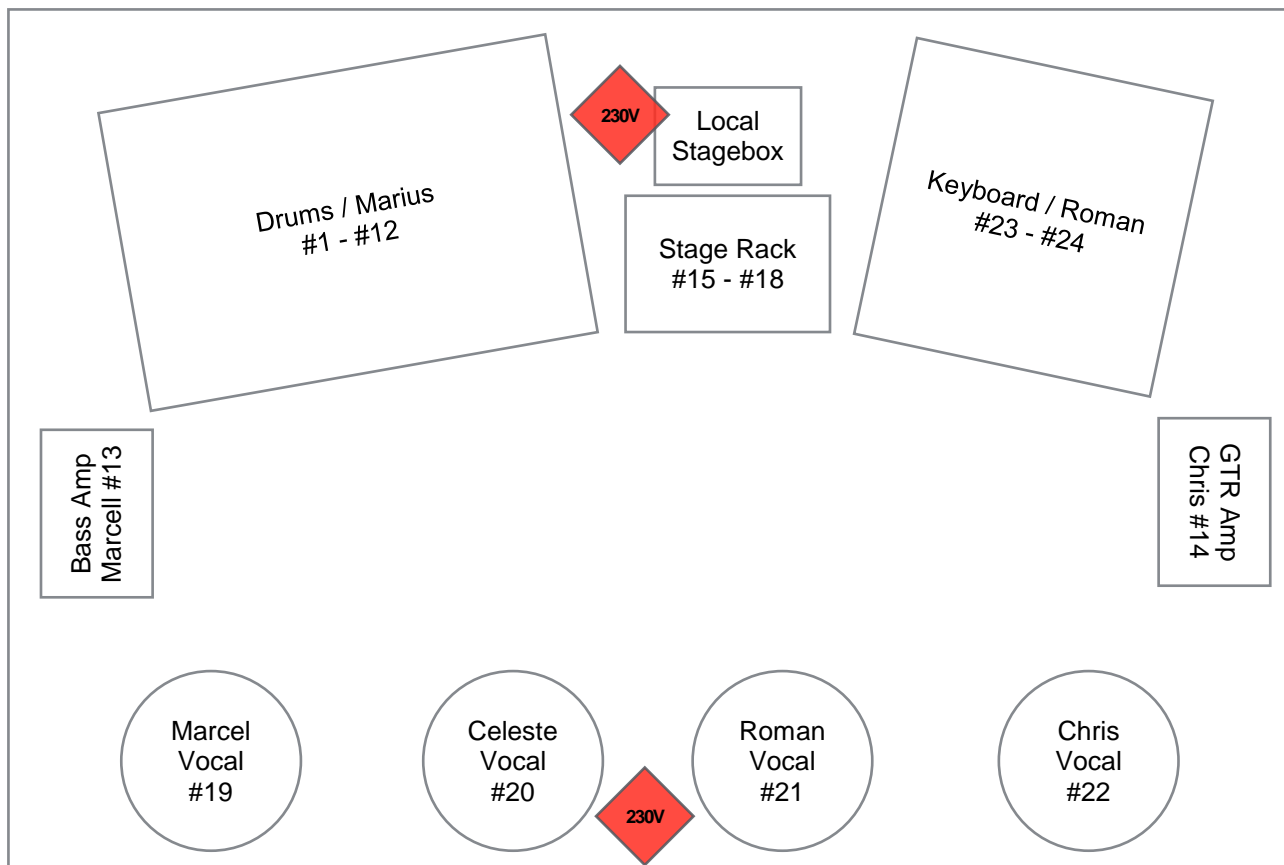 230V
Local
Stagebox
Drums / Marius
#1 - #12
Keyboard / Roman
#23 - #24
Stage Rack
#15 - #18
Bass Amp
Marcell #13
GTR Amp
Chris #14
Marcel
Vocal
#19
Celeste
Vocal
#20
Roman
Vocal
#21
Chris
Vocal
#22
230V